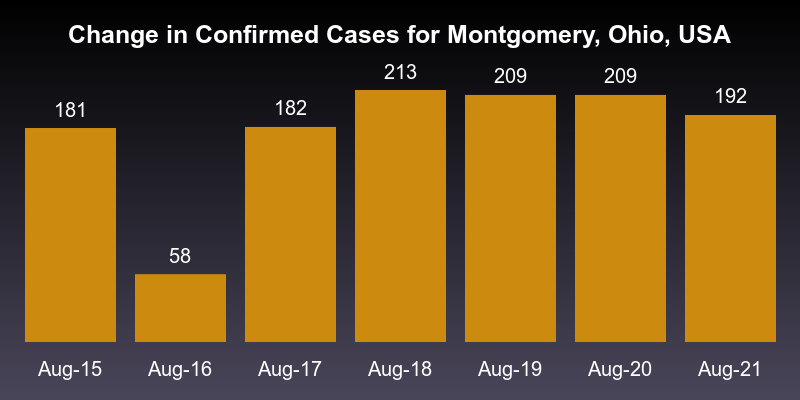 Change in Confirmed Cases for Montgomery, Ohio, USA
181 58 182 213 209 209 192
Aug-15 Aug-16 Aug-17 Aug-18 Aug-19 Aug-20 Aug-21